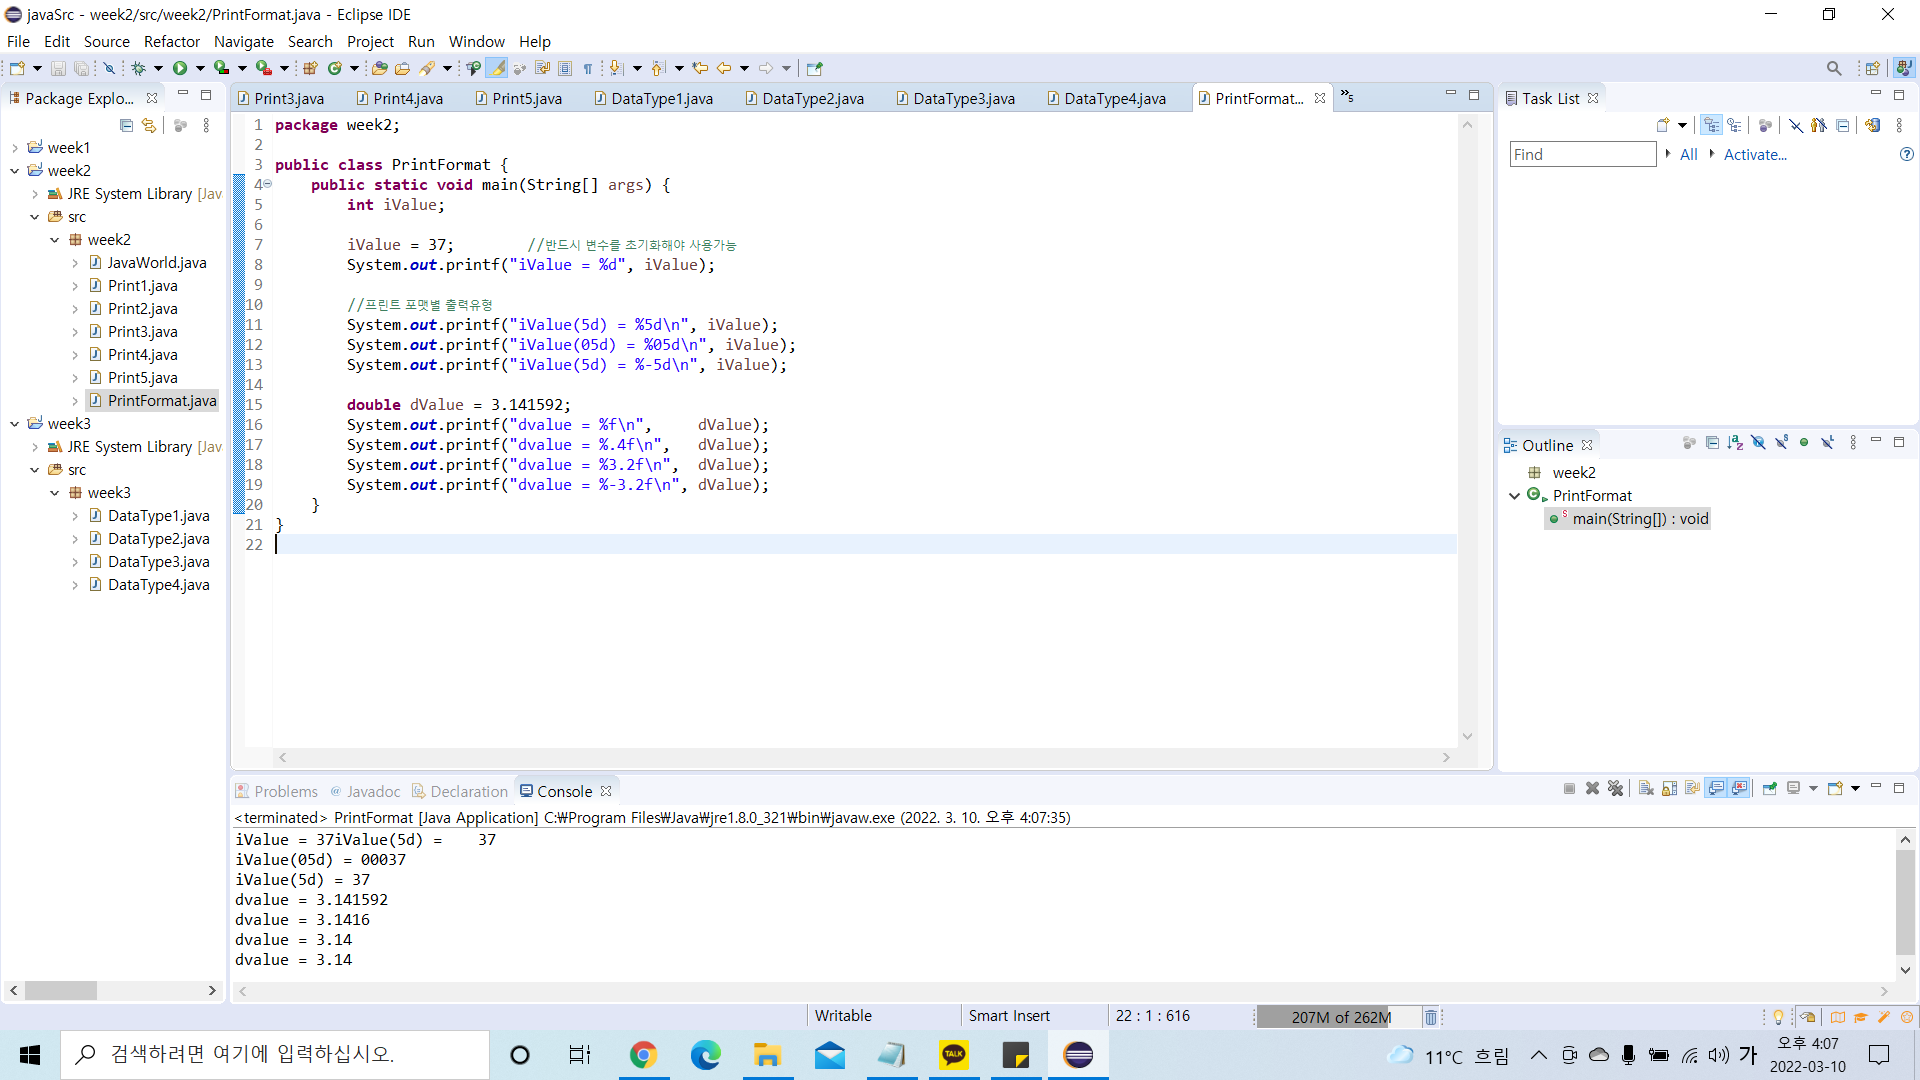 javaSrc - week2/src/week2/PrintFormat.java - Eclipse IDE
File Edit Source Refactor Navigate Search Project Run Window Help
Package Explo...
week1
week2
JRE System Library [Jav
src
week2
JavaWorld.java
Print1.java
Print2.java
Print3.java
Print4.java
Print5.java
PrintFormat.java
week3
JRE System Library [Jav
src
week3
DataType1.java
DataType2.java
DataType3.java
DataType4.java
Print3.java Print4.java Print5.java DataType1.java DataType2.java DataType3.java DataType4.java PrintFormat... »5
1 package week2;
2
3 public class PrintFormat {
4 public static void main(String[] args) {
5 int iValue;
6
7 iValue = 37; //반드시 변수를 초기화해야 사용가능
8 System.out.printf("iValue = %d", iValue);
9
10 //프린트 포맷별 출력유형
11 System.out.printf("iValue(5d) = %5d\n", iValue);
12 System.out.printf("iValue(05d) = %05d\n", iValue);
13 System.out.printf("iValue(5d) = %-5d\n", iValue);
14
15 double dValue = 3.141592;
16 System.out.printf("dvalue = %f\n", dValue);
17 System.out.printf("dvalue = %.4f\n", dValue);
18 System.out.printf("dvalue = %3.2f\n", dValue);
19 System.out.printf("dvalue = %-3.2f\n", dValue);
20 }
21 }
22
Task List
Find All Activate...
Outline
week2
PrintFormat
main(String[]) : void
Problems @ Javadoc Declaration Console
<terminated> PrintFormat [Java Application] C:₩Program Files₩Java₩jre1.8.0_321₩bin₩javaw.exe (2022. 3. 10. 오후 4:07:35)
iValue = 37iValue(5d) =    37
iValue(05d) = 00037
iValue(5d) = 37
dvalue = 3.141592
dvalue = 3.1416
dvalue = 3.14
dvalue = 3.14
Writable Smart Insert 22 : 1 : 616 207M of 262M
검색하려면 여기에 입력하십시오.
TALK
11°C 흐림
가
오후 4:07
2022-03-10